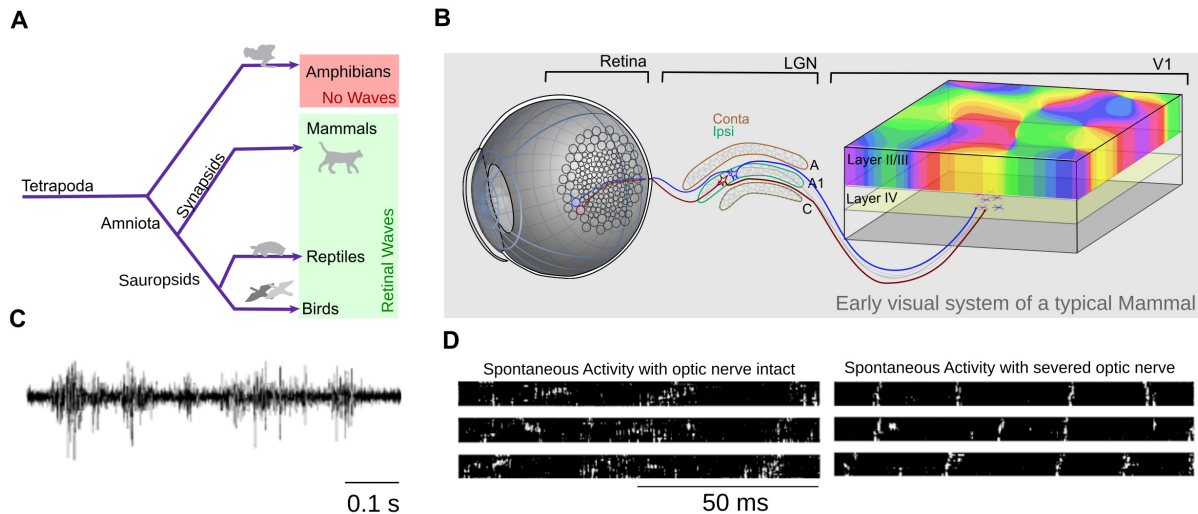 A
Amphibians
No Waves
Mammals
Tetrapoda
Synapsids
Amniota
Reptiles
Sauropsids
Birds
Retinal Waves
B
Retina
LGN
V1
Conta
Ipsi
A
A1
C
Layer II/III
Layer IV
Early visual system of a typical Mammal
C
0.1 s
D
Spontaneous Activity with optic nerve intact
Spontaneous Activity with severed optic nerve
50 ms